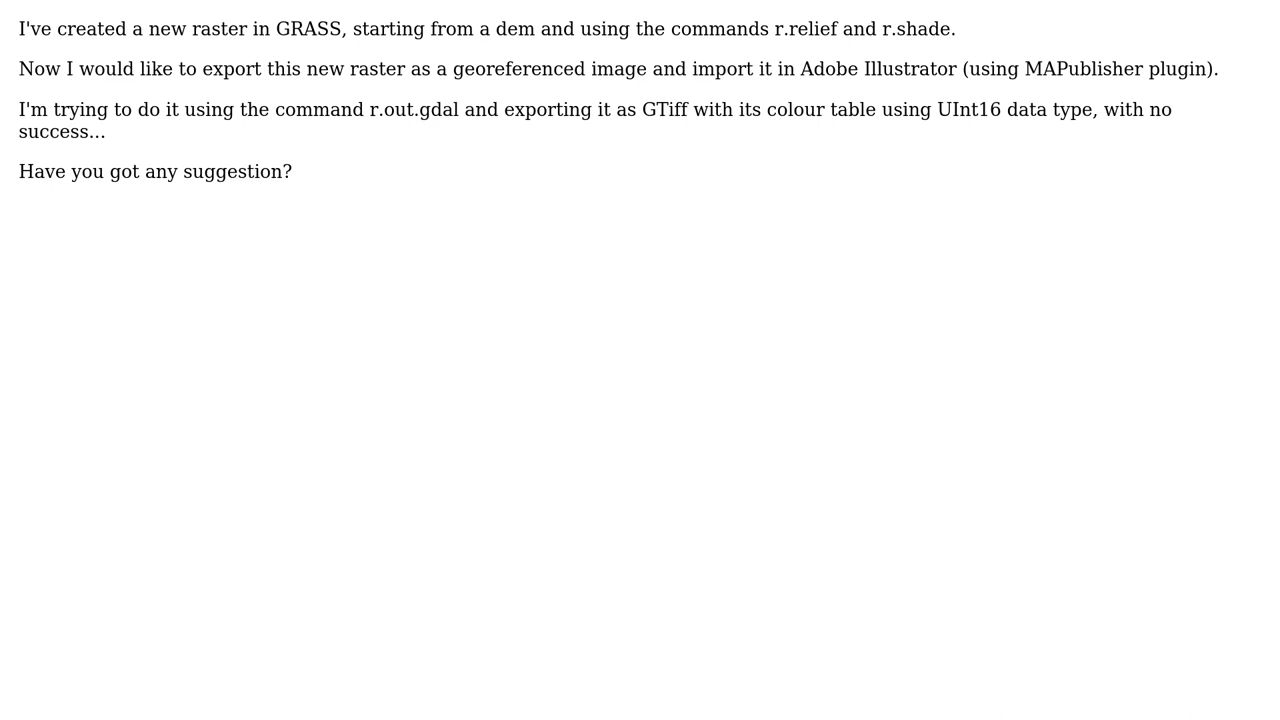 I've created a new raster in GRASS, starting from a dem and using the commands r.relief and r.shade.
Now I would like to export this new raster as a georeferenced image and import it in Adobe Illustrator (using MAPublisher plugin).
I'm trying to do it using the command r.out.gdal and exporting it as GTiff with its colour table using UInt16 data type, with no
success...
Have you got any suggestion?